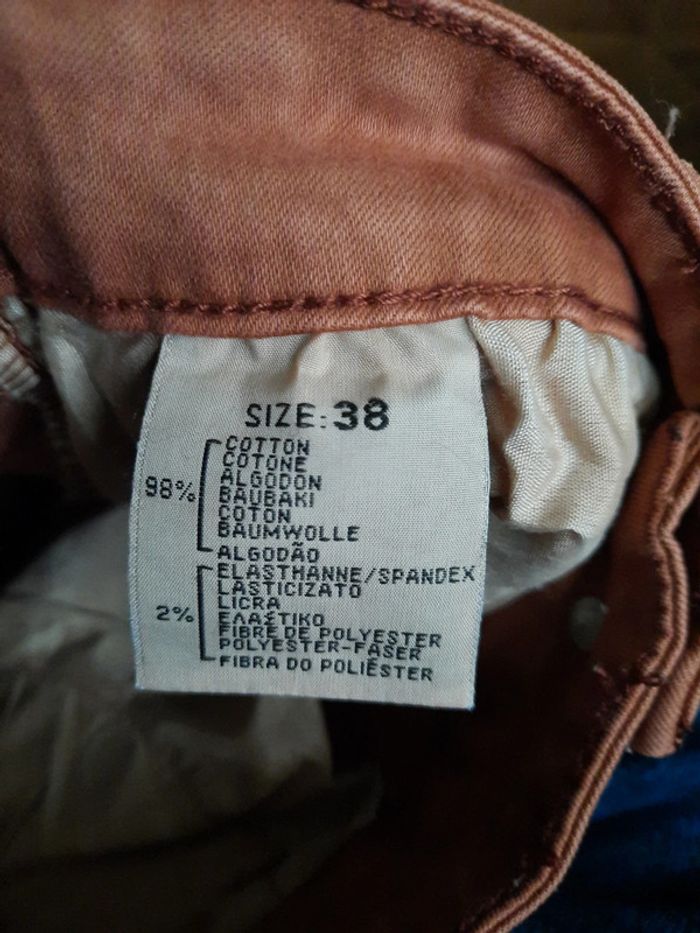 SIZE: 38
98%
COTTON
COTONE
ALGODON
BAUBAKI
COTON
BAUMWOLLE
ALGODÃO
2%
ELASTHANNE/SPANDEX
LASTICIZATO
LICRA
ΕΛΑΣΤΙΚΟ
FIBRE DE POLYESTER
POLYESTER-FASER
FIBRA DO POLIÉSTER